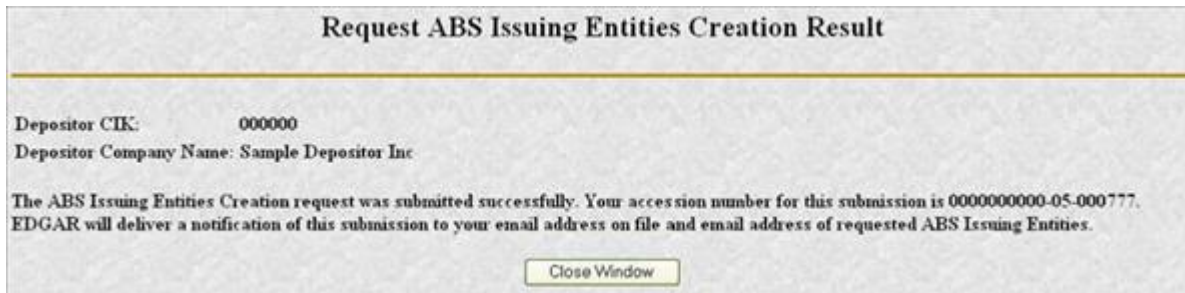 Request ABS Issuing Entities Creation Result
Depositor CIK: 000000
Depositor Company Name: Sample Depositor Inc
The ABS Issuing Entities Creation request was submitted successfully. Your accession number for this submission is 0000000000-05-000777.
EDGAR will deliver a notification of this submission to your email address on file and email address of requested ABS Issuing Entities.
Close Window